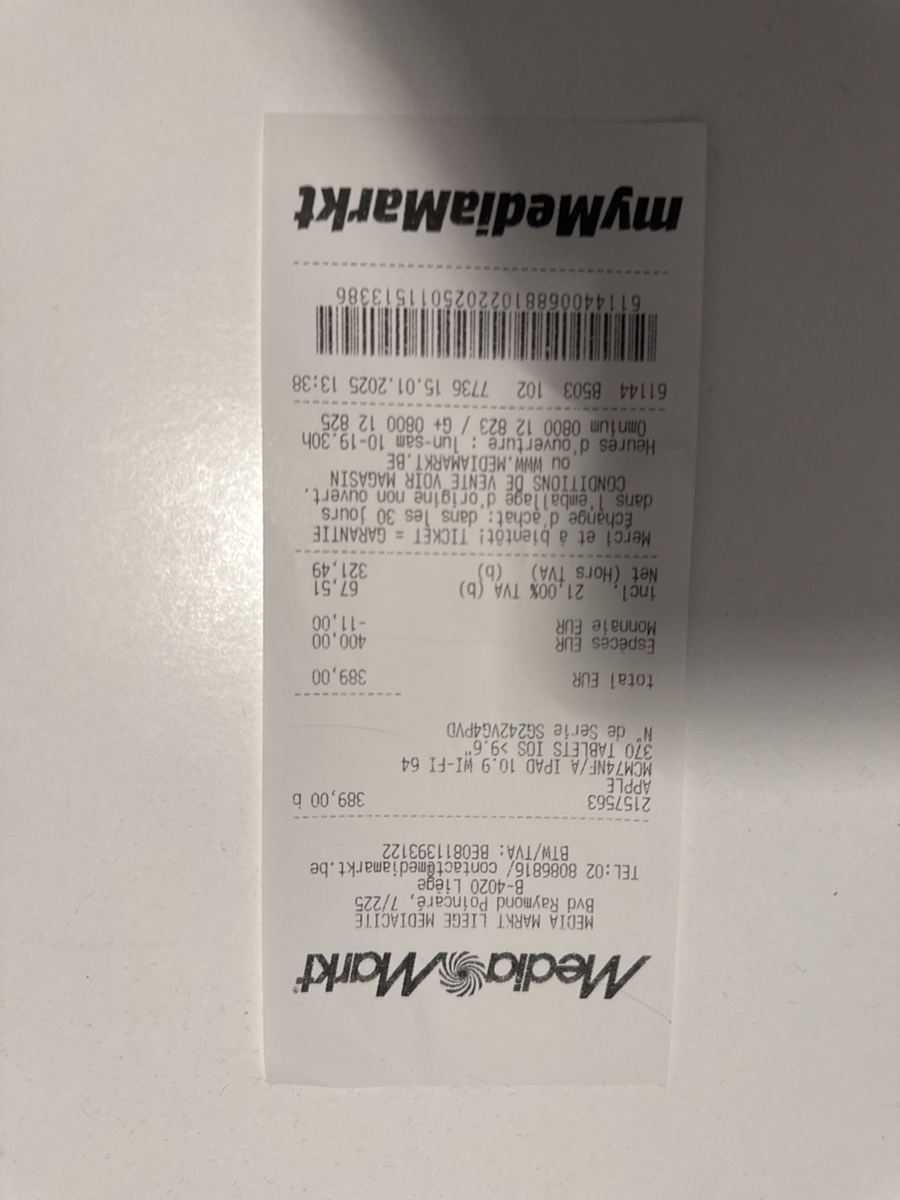 MediaMarkt
MEDIA MARKT LIEGE MEDIACITE
Bvd Raymond Poincaré, 7/225
B-4020 Liège
TEL:02 8086816/ contact@mediamarkt.be
BTW/TVA: BE0811393122
2157563 389,00 b
APPLE
MCM74NF/A IPAD 10.9 WI-FI 64
370 TABLETS IOS >9.6"
N° de Serie SG242VG4PVD
total EUR 389,00
Espèces EUR 400,00
Monnaie EUR -11,00
incl. 21,00% TVA (b) 67,51
Net (Hors TVA) (b) 321,49
Merci et à bientôt! TICKET = GARANTIE
Echange d'achat: dans les 30 jours
dans l'emballage d'origine non ouvert.
CONDITIONS DE VENTE VOIR MAGASIN
ou WWW.MEDIAMARKT.BE
Heures d'ouverture : lun-sam 10-19.30h
Omnium 0800 12 823 / G+ 0800 12 825
61144 B503 102 7736 15.01.2025 13:38
61144006881022025011513386
myMediaMarkt